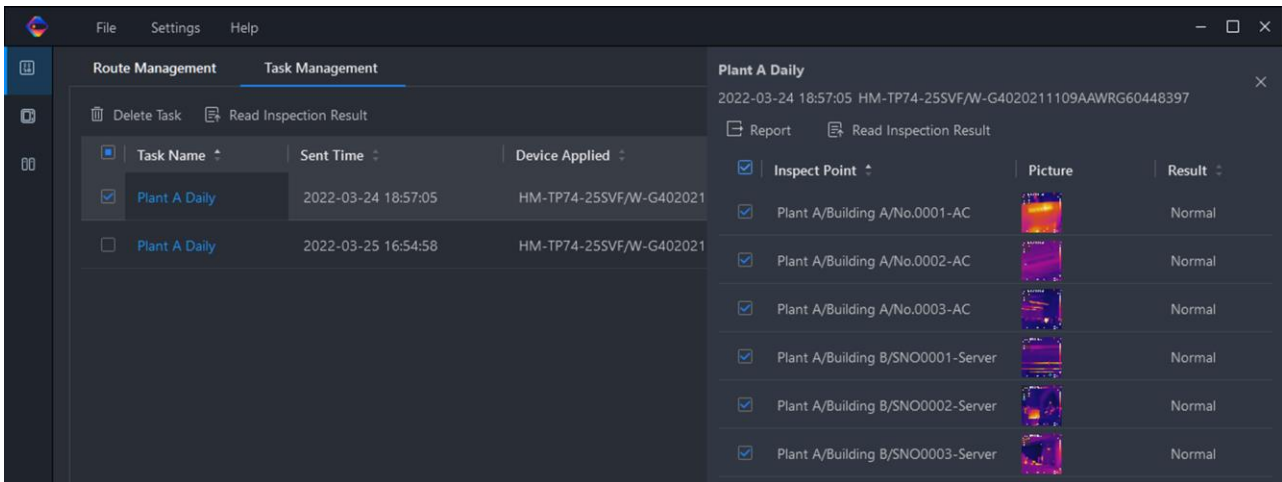 File Settings Help
Route Management Task Management
Delete Task Read Inspection Result
Task Name Sent Time Device Applied
Plant A Daily 2022-03-24 18:57:05 HM-TP74-25SVF/W-G402021
Plant A Daily 2022-03-25 16:54:58 HM-TP74-25SVF/W-G402021
Plant A Daily
2022-03-24 18:57:05 HM-TP74-25SVF/W-G4020211109AAWRG60448397
Report Read Inspection Result
Inspect Point Picture Result
Plant A/Building A/No.0001-AC Normal
Plant A/Building A/No.0002-AC Normal
Plant A/Building A/No.0003-AC Normal
Plant A/Building B/SNO0001-Server Normal
Plant A/Building B/SNO0002-Server Normal
Plant A/Building B/SNO0003-Server Normal